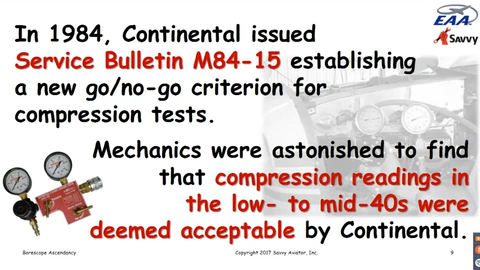 In 1984, Continental issued
Service Bulletin M84-15 establishing
a new go/no-go criterion for
compression tests.
EAA
SAVVY
Mechanics were astonished to find
that compression readings in
the low- to mid-40s were
deemed acceptable by Continental.
Borescope Ascendancy
Copyright 2017 Savvy Aviator, Inc.
9